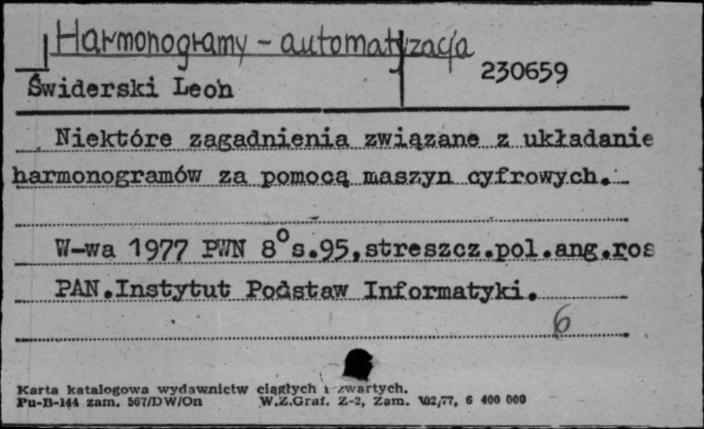 Harmonogramy - automatyzacja
230659
Świderski Leon
Niektóre zagadnienia związane z układanie
harmonogramów za pomocą maszyn cyfrowych.-
W-wa 1977 PWN 8° s.95,streszcz.pol.ang.ros
PAN.Instytut Podstaw Informatyki.
6
Karta katalogowa wydawnictw ciągłych i zwartych.
Pu-B-144 zam. 567/DW/On W.Z.Graf. Z-2, Zam. 102/77, 6 400 000